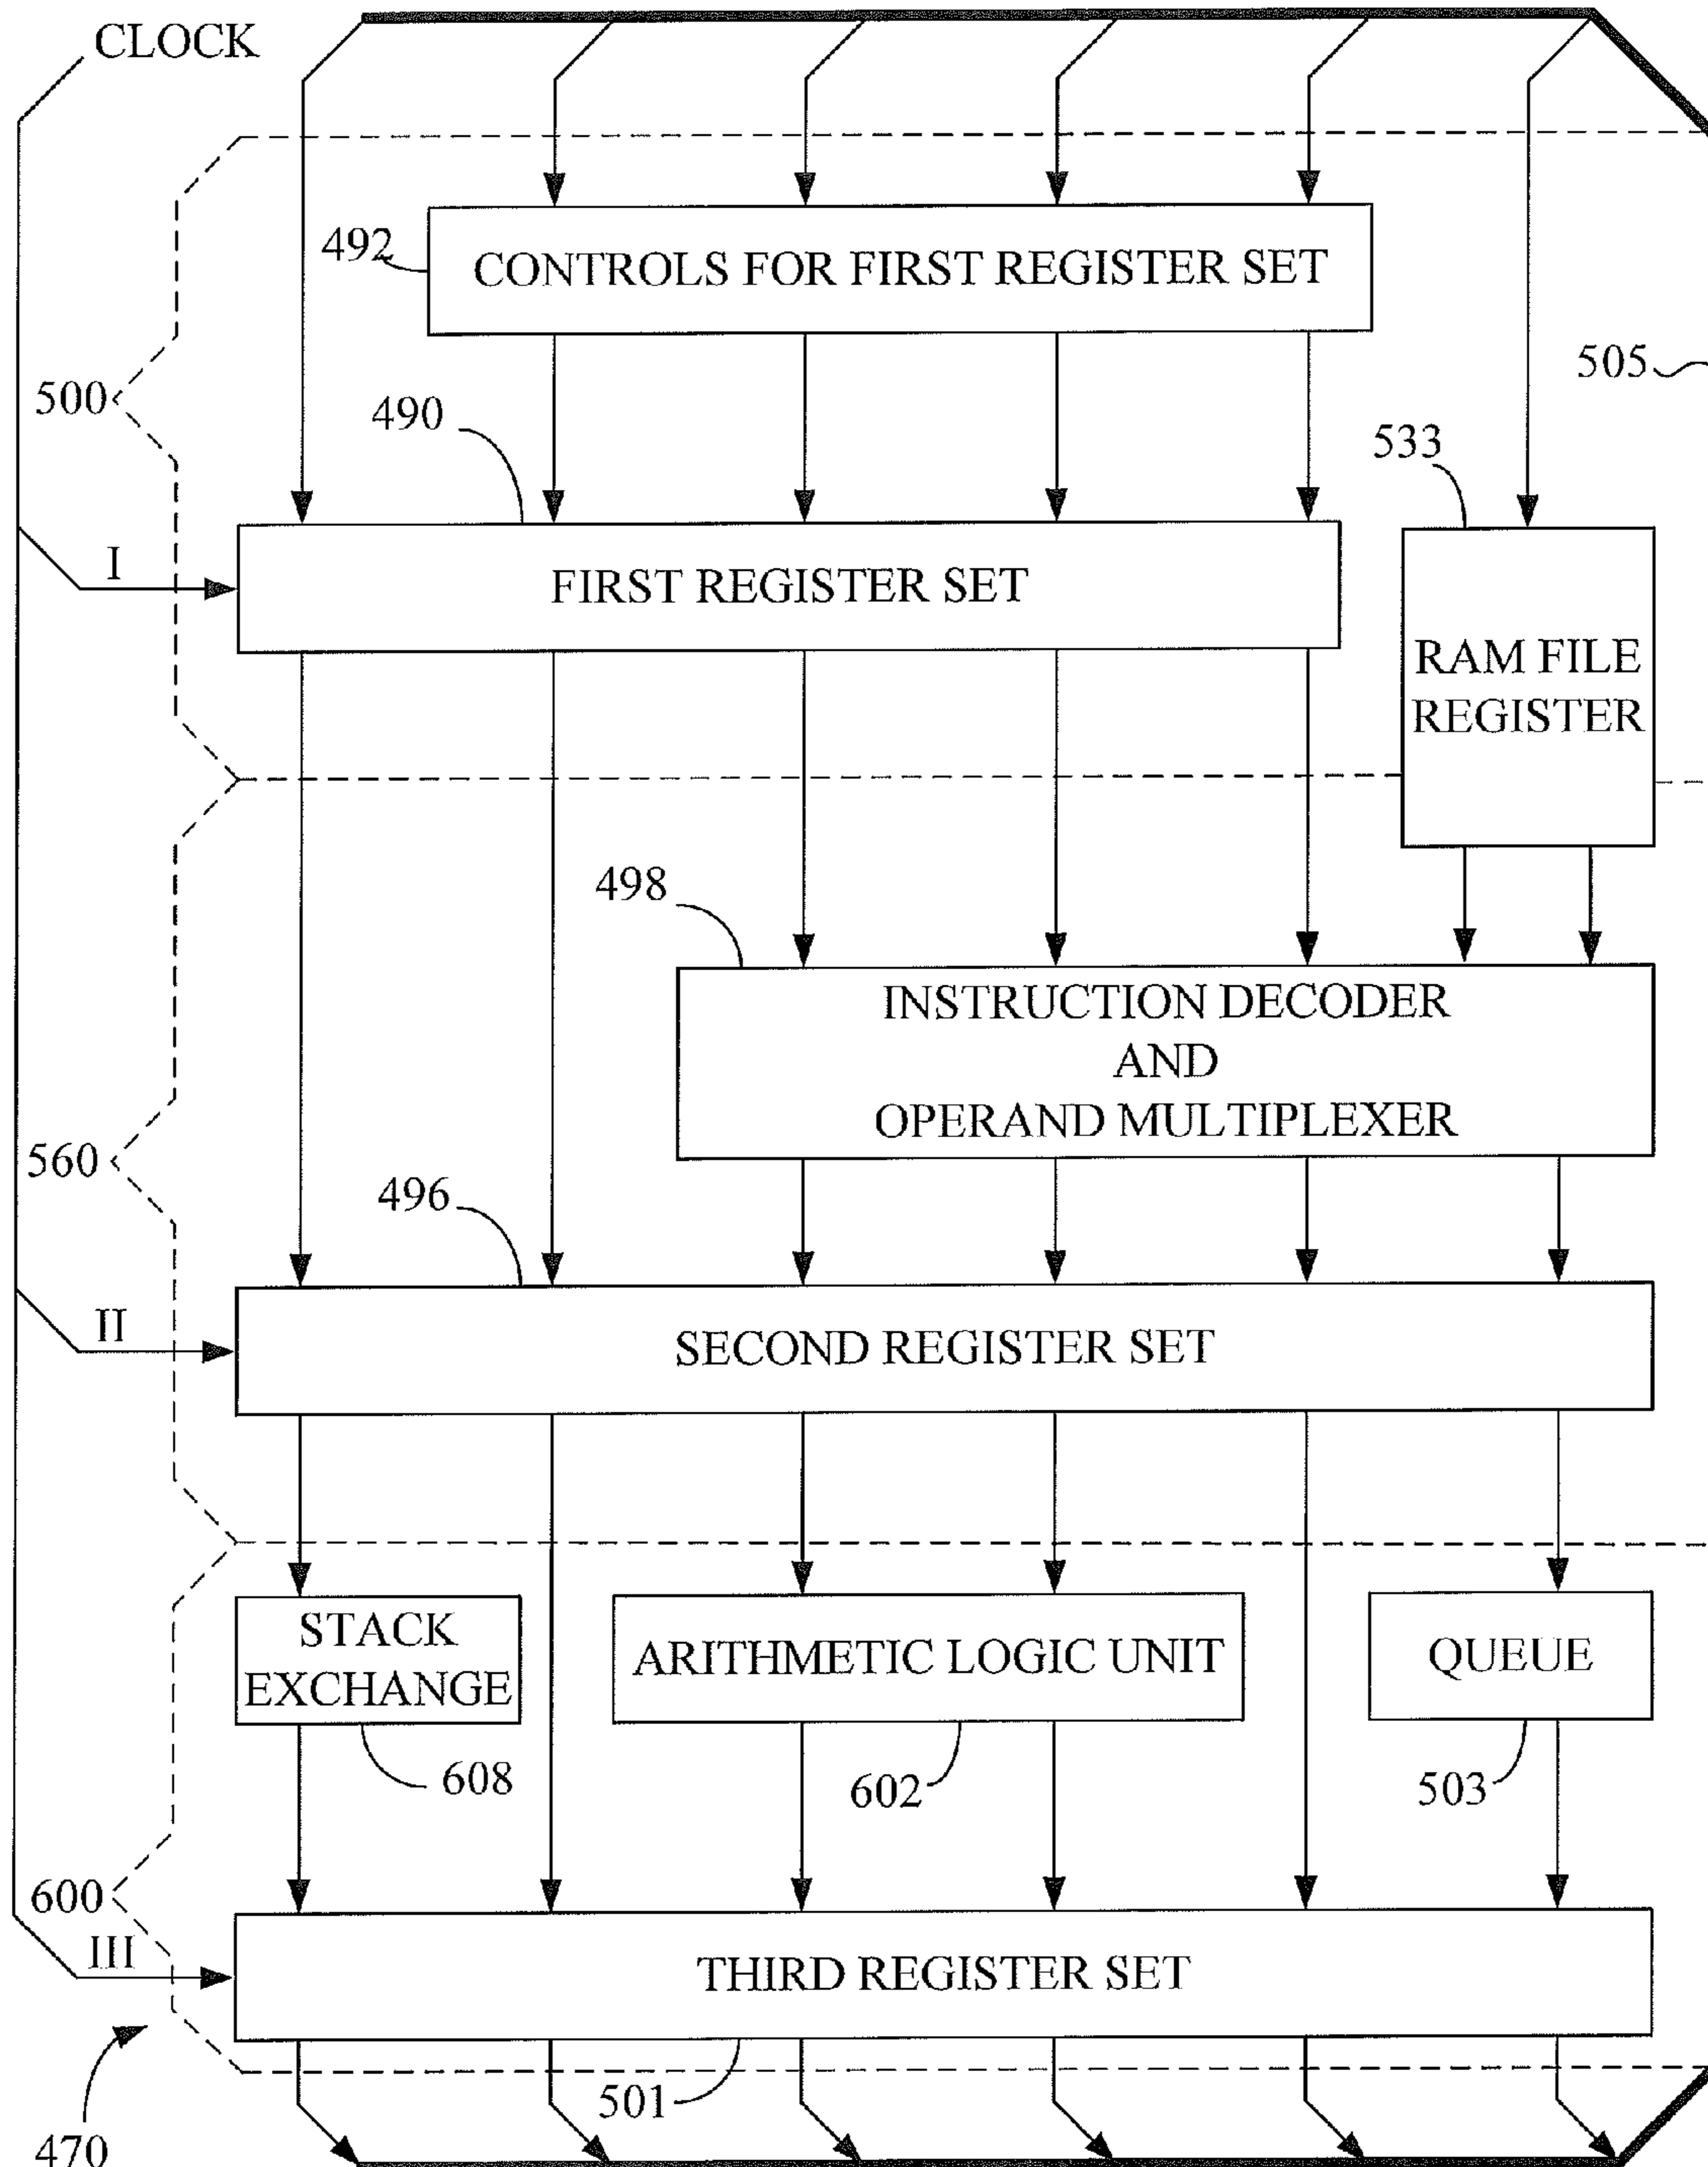 CLOCK
492
CONTROLS FOR FIRST REGISTER SET
505
500
490
533
I
FIRST REGISTER SET
RAM FILE
REGISTER
498
INSTRUCTION DECODER
AND
OPERAND MULTIPLEXER
560
496
II
SECOND REGISTER SET
STACK
EXCHANGE
ARITHMETIC LOGIC UNIT
QUEUE
608
602
503
600
III
THIRD REGISTER SET
501
470